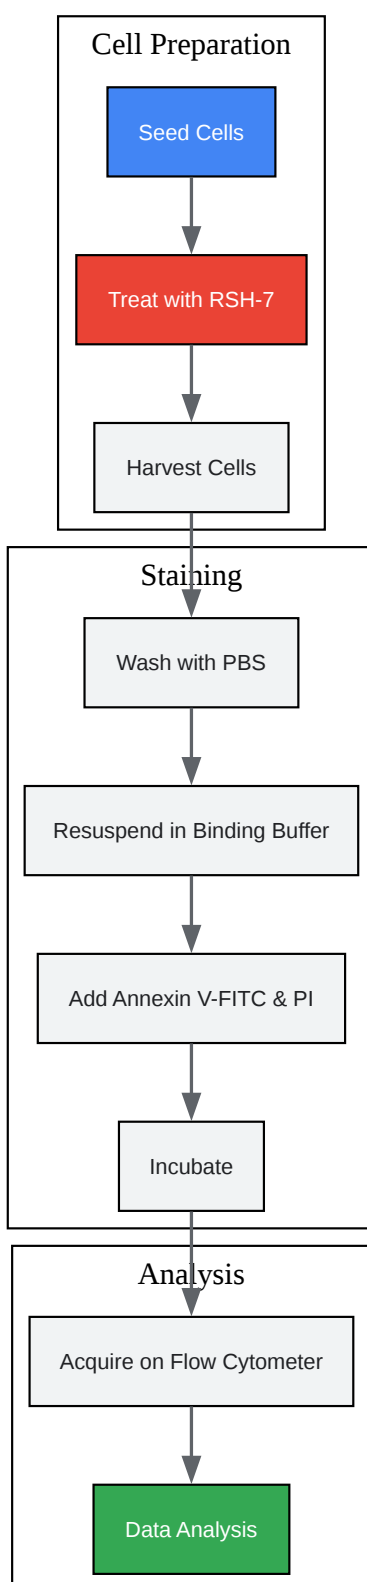 Cell Preparation
Seed Cells
Treat with RSH-7
Harvest Cells
Staining
Wash with PBS
Resuspend in Binding Buffer
Add Annexin V-FITC & PI
Incubate
Analysis
Acquire on Flow Cytometer
Data Analysis